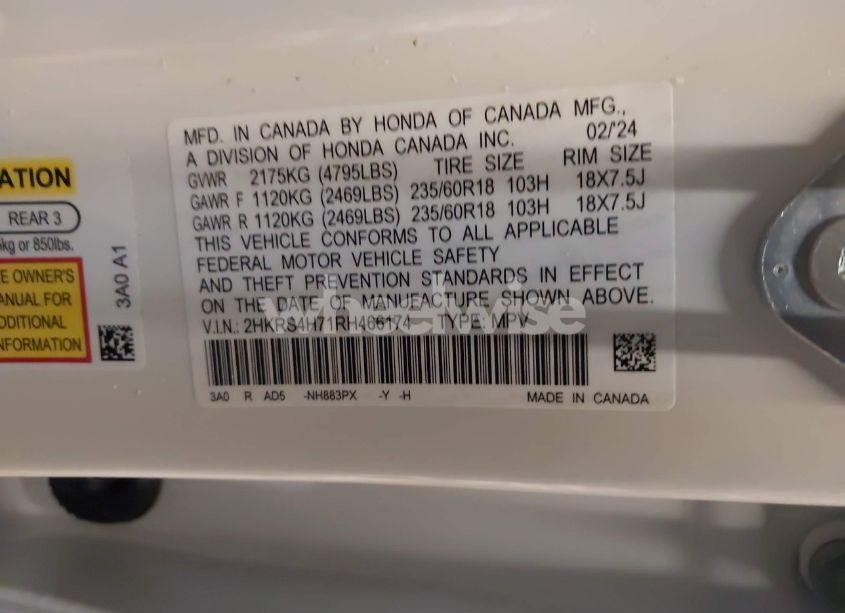 MFD. IN CANADA BY HONDA OF CANADA MFG.,
A DIVISION OF HONDA CANADA INC. 02/'24
GVWR 2175KG (4795LBS) TIRE SIZE RIM SIZE
GAWR F 1120KG (2469LBS) 235/60R18 103H 18X7.5J
GAWR R 1120KG (2469LBS) 235/60R18 103H 18X7.5J
THIS VEHICLE CONFORMS TO ALL APPLICABLE
FEDERAL MOTOR VEHICLE SAFETY
AND THEFT PREVENTION STANDARDS IN EFFECT
ON THE DATE OF MANUFACTURE SHOWN ABOVE.
V.I.N.: 2HKRS4H71RH466174 TYPE: MPV
3A0 R AD5 -NH883PX -Y -H MADE IN CANADA
ATION
REAR 3
kg or 850lbs.
E OWNER'S
ANUAL FOR
DDITIONAL
NFORMATION
3A0 A1
wheelwise